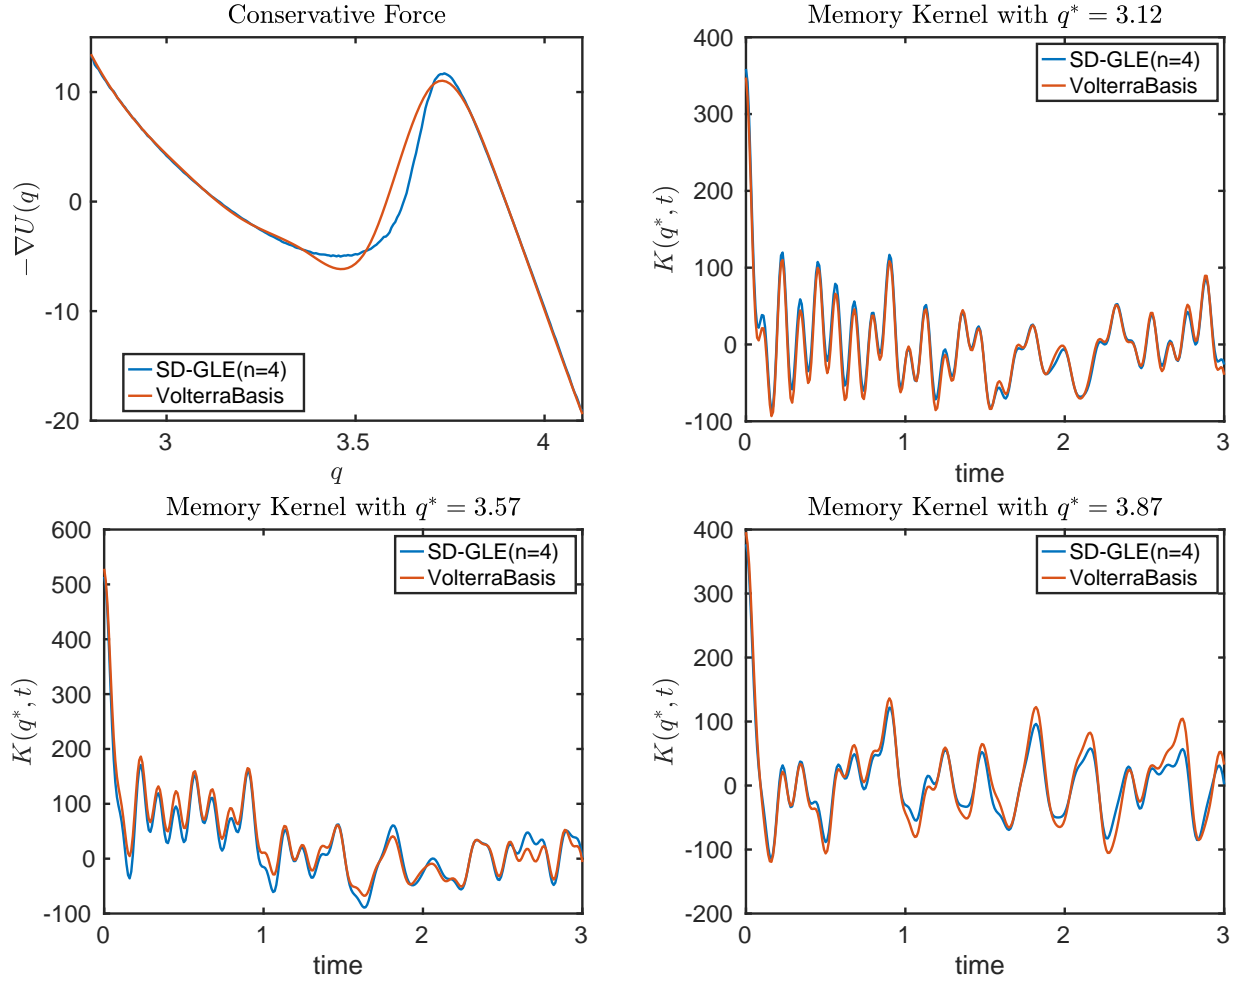 Conservative Force
10
0
-10
-20
3
3.5
4
−∇U(q)
q
SD-GLE(n=4)
VolterraBasis
Memory Kernel with q* = 3.12
400
300
200
100
0
-100
0
1
2
3
K(q*, t)
time
SD-GLE(n=4)
VolterraBasis
Memory Kernel with q* = 3.57
600
500
400
300
200
100
0
-100
0
1
2
3
K(q*, t)
time
SD-GLE(n=4)
VolterraBasis
Memory Kernel with q* = 3.87
400
300
200
100
0
-100
-200
0
1
2
3
K(q*, t)
time
SD-GLE(n=4)
VolterraBasis